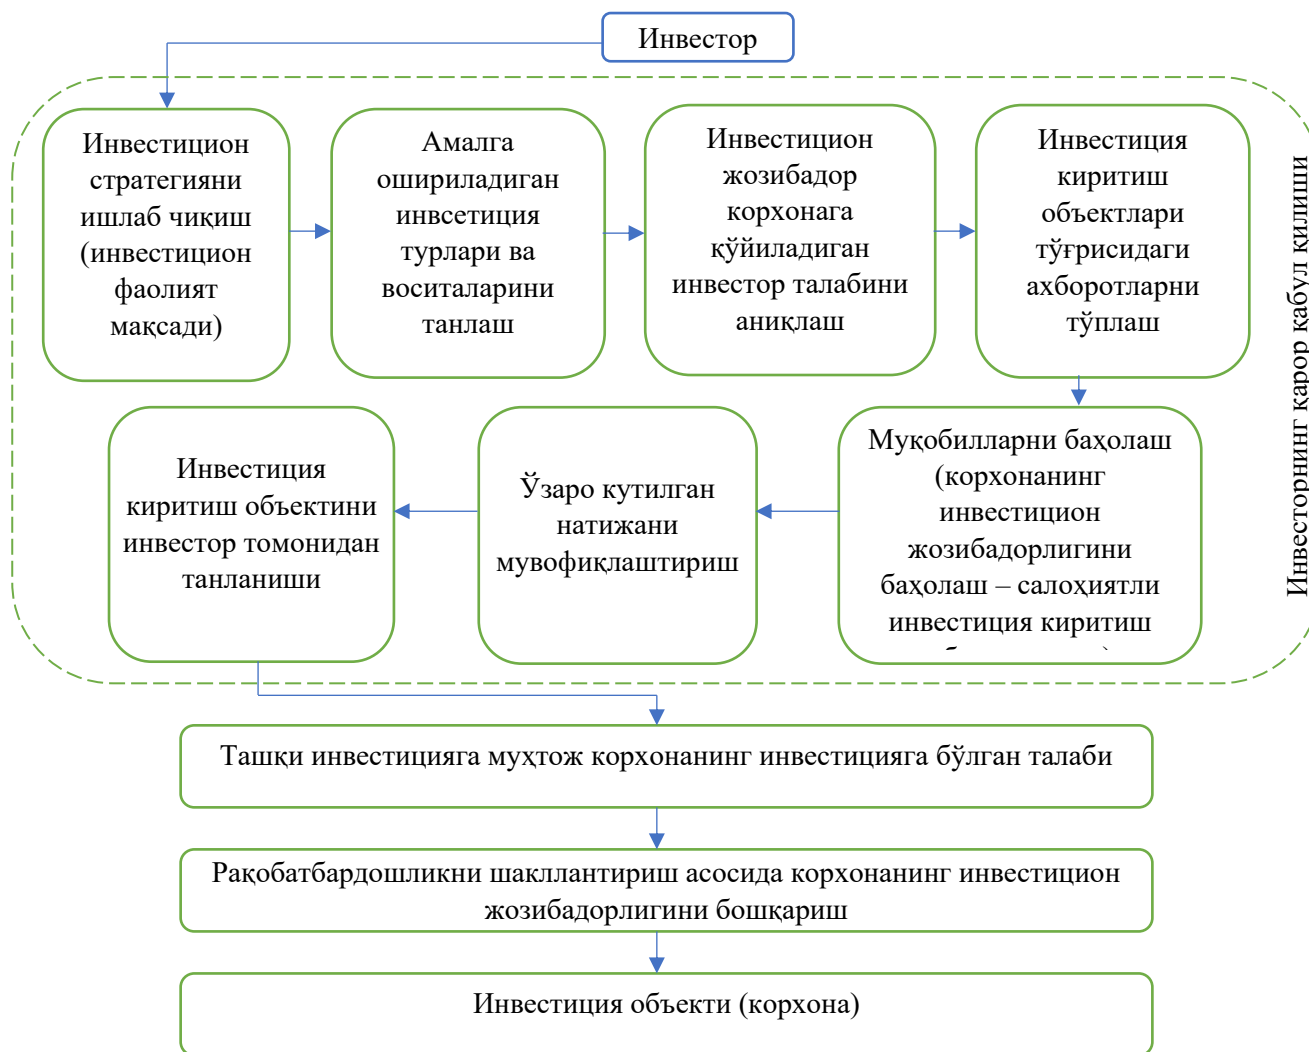 Инвестор
Инвестицион
стратегияни
ишлаб чиқиш
(инвестицион
фаолият
мақсади)
Амалга
ошириладиган
инвсетиция
турлари ва
воситаларини
танлаш
Инвестицион
жозибадор
корхонага
қўйиладиган
инвестор талабини
аниқлаш
Инвестиция
киритиш
объектлари
тўғрисидаги
ахборотларни
тўплаш
Инвесторнинг қарор қабул қилиши
Муқобилларни баҳолаш
(корхонанинг
инвестицион
жозибадорлигини
баҳолаш – салоҳиятли
инвестиция киритиш
Ўзаро кутилган
натижани
мувофиқлаштириш
Инвестиция
киритиш объектини
инвестор томонидан
танланиши
Ташқи инвестицияга муҳтож корхонанинг инвестицияга бўлган талаби
Рақобатбардошликни шакллантириш асосида корхонанинг инвестицион
жозибадорлигини бошқариш
Инвестиция объекти (корхона)